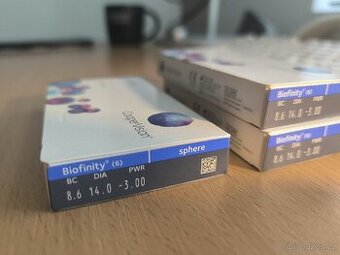 CooperVision
Biofinity® (6)
sphere
BC DIA PWR
8.6 14.0 -3.00
Biofinity® (6)
BC DIA PWR
8.6 14.0 -3.00
Biofinity® (6)
BC DIA PWR
8.6 14.0 -3.00